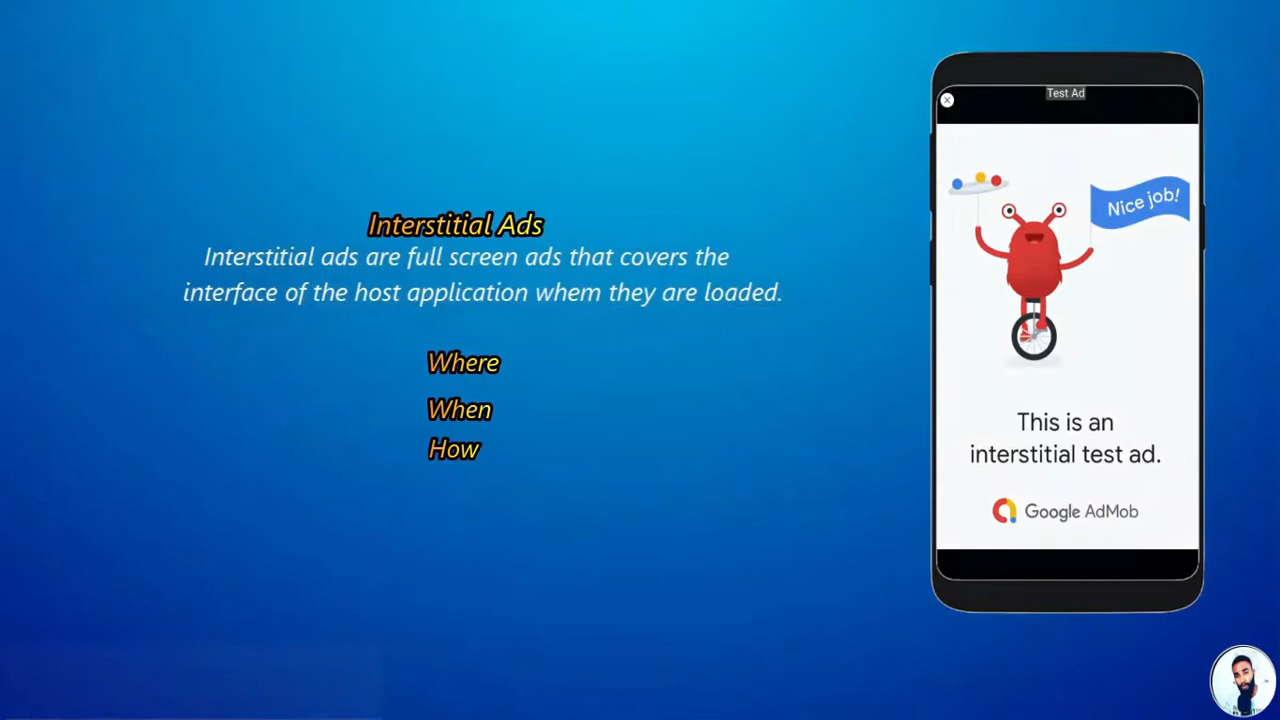 Interstitial Ads
Interstitial ads are full screen ads that covers the
interface of the host application whem they are loaded.
Where
When
How
Test Ad
Nice job!
This is an
interstitial test ad.
Google AdMob